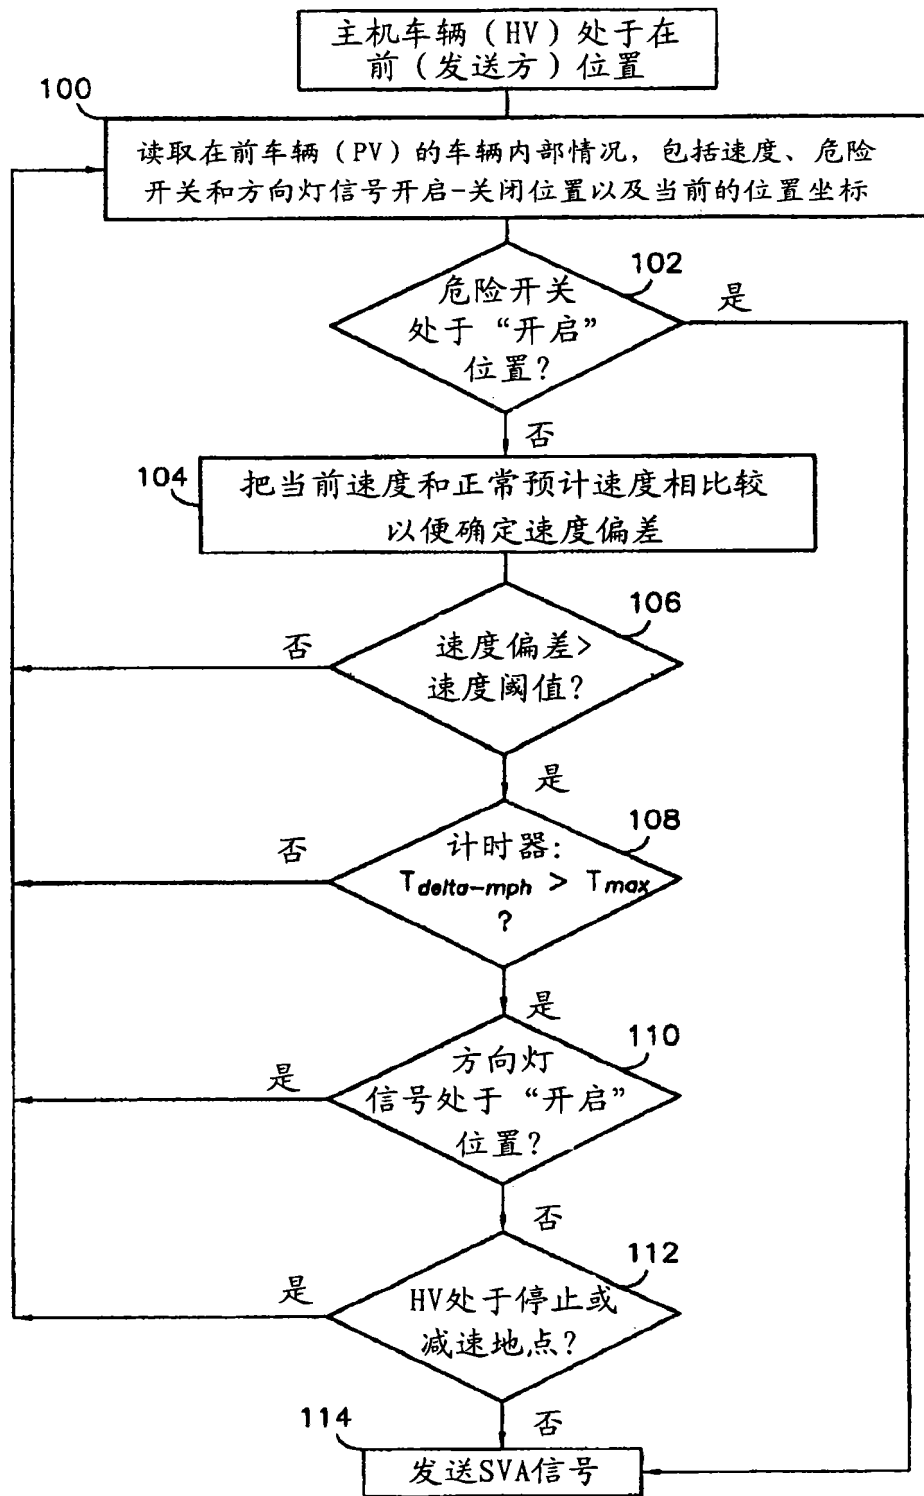 主机车辆（HV）处于在
前（发送方）位置
100
读取在前车辆（PV）的车辆内部情况，包括速度、危险
开关和方向灯信号开启-关闭位置以及当前的位置坐标
102
危险开关
处于“开启”
位置？
是
否
104
把当前速度和正常预计速度相比较
以便确定速度偏差
106
速度偏差>
速度阈值？
否
是
108
计时器：
Tdelta-mph > Tmax
?
否
是
110
方向灯
信号处于“开启”
位置？
是
否
112
HV处于停止或
减速地点？
是
否
114
发送SVA信号